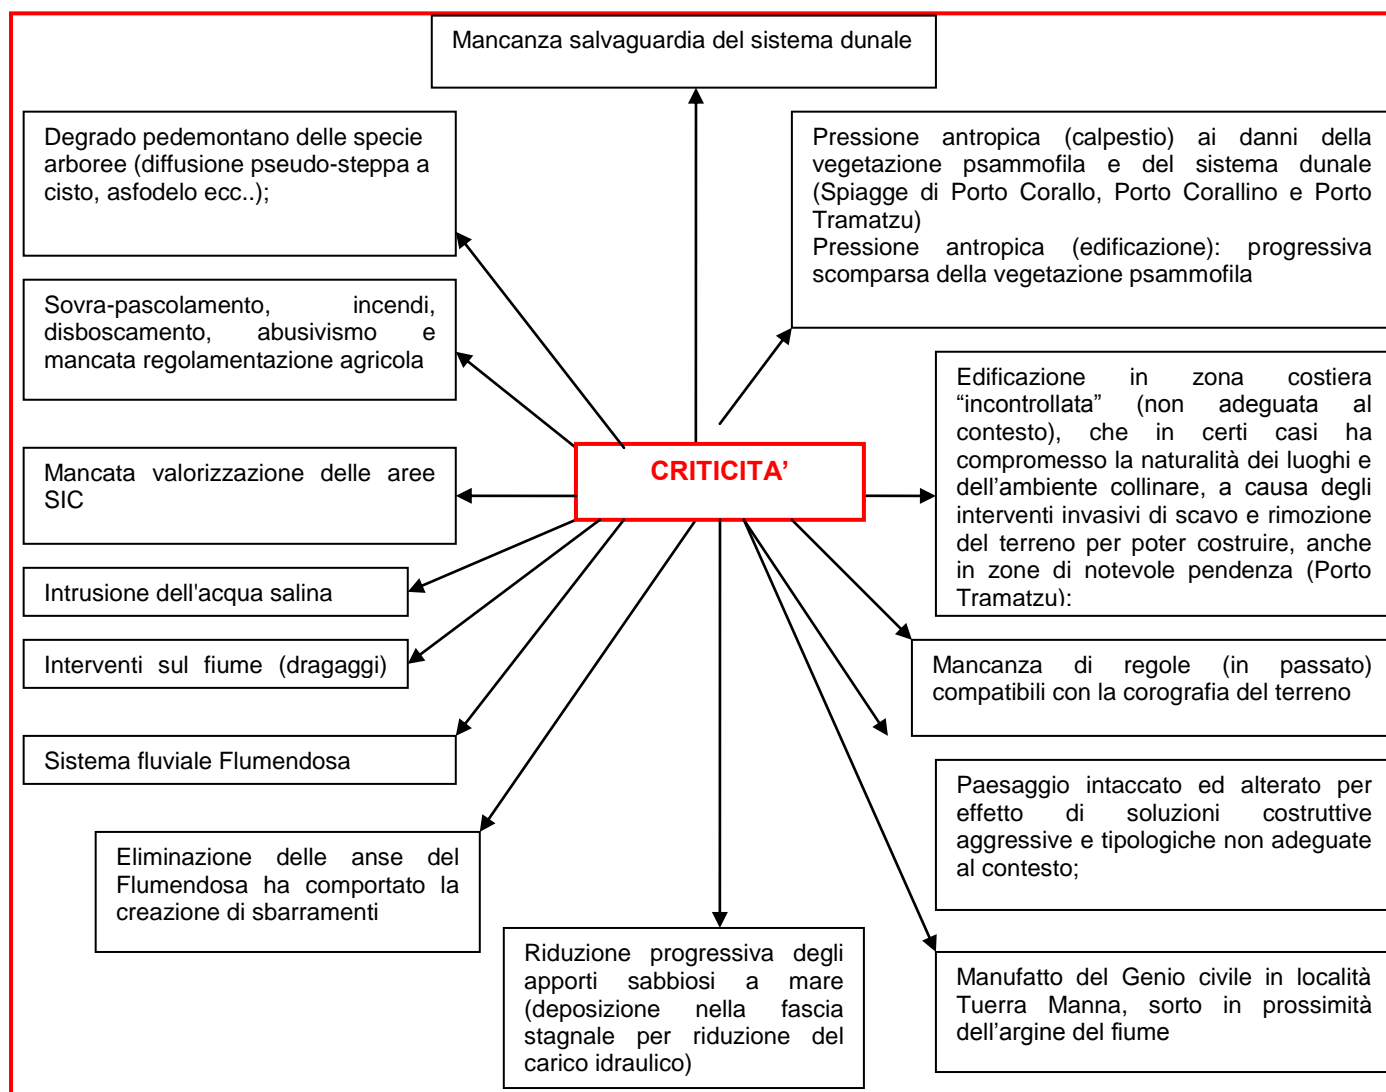 Mancanza salvaguardia del sistema dunale
Degrado pedemontano delle specie
arboree (diffusione pseudo-steppa a
cisto, asfodelo ecc..);
Pressione antropica (calpestio) ai danni della
vegetazione psammofila e del sistema dunale
(Spiagge di Porto Corallo, Porto Corallino e Porto
Tramatzu)
Pressione antropica (edificazione): progressiva
scomparsa della vegetazione psammofila
Sovra-pascolamento, incendi,
disboscamento, abusivismo e
mancata regolamentazione agricola
Edificazione in zona costiera
“incontrollata” (non adeguata al
contesto), che in certi casi ha
compromesso la naturalità dei luoghi e
dell’ambiente collinare, a causa degli
interventi invasivi di scavo e rimozione
del terreno per poter costruire, anche
in zone di notevole pendenza (Porto
Tramatzu):
CRITICITA’
Mancata valorizzazione delle aree
SIC
Intrusione dell'acqua salina
Interventi sul fiume (dragaggi)
Mancanza di regole (in passato)
compatibili con la corografia del terreno
Sistema fluviale Flumendosa
Paesaggio intaccato ed alterato per
effetto di soluzioni costruttive
aggressive e tipologiche non adeguate
al contesto;
Eliminazione delle anse del
Flumendosa ha comportato la
creazione di sbarramenti
Riduzione progressiva degli
apporti sabbiosi a mare
(deposizione nella fascia
stagnale per riduzione del
carico idraulico)
Manufatto del Genio civile in località
Tuerra Manna, sorto in prossimità
dell’argine del fiume